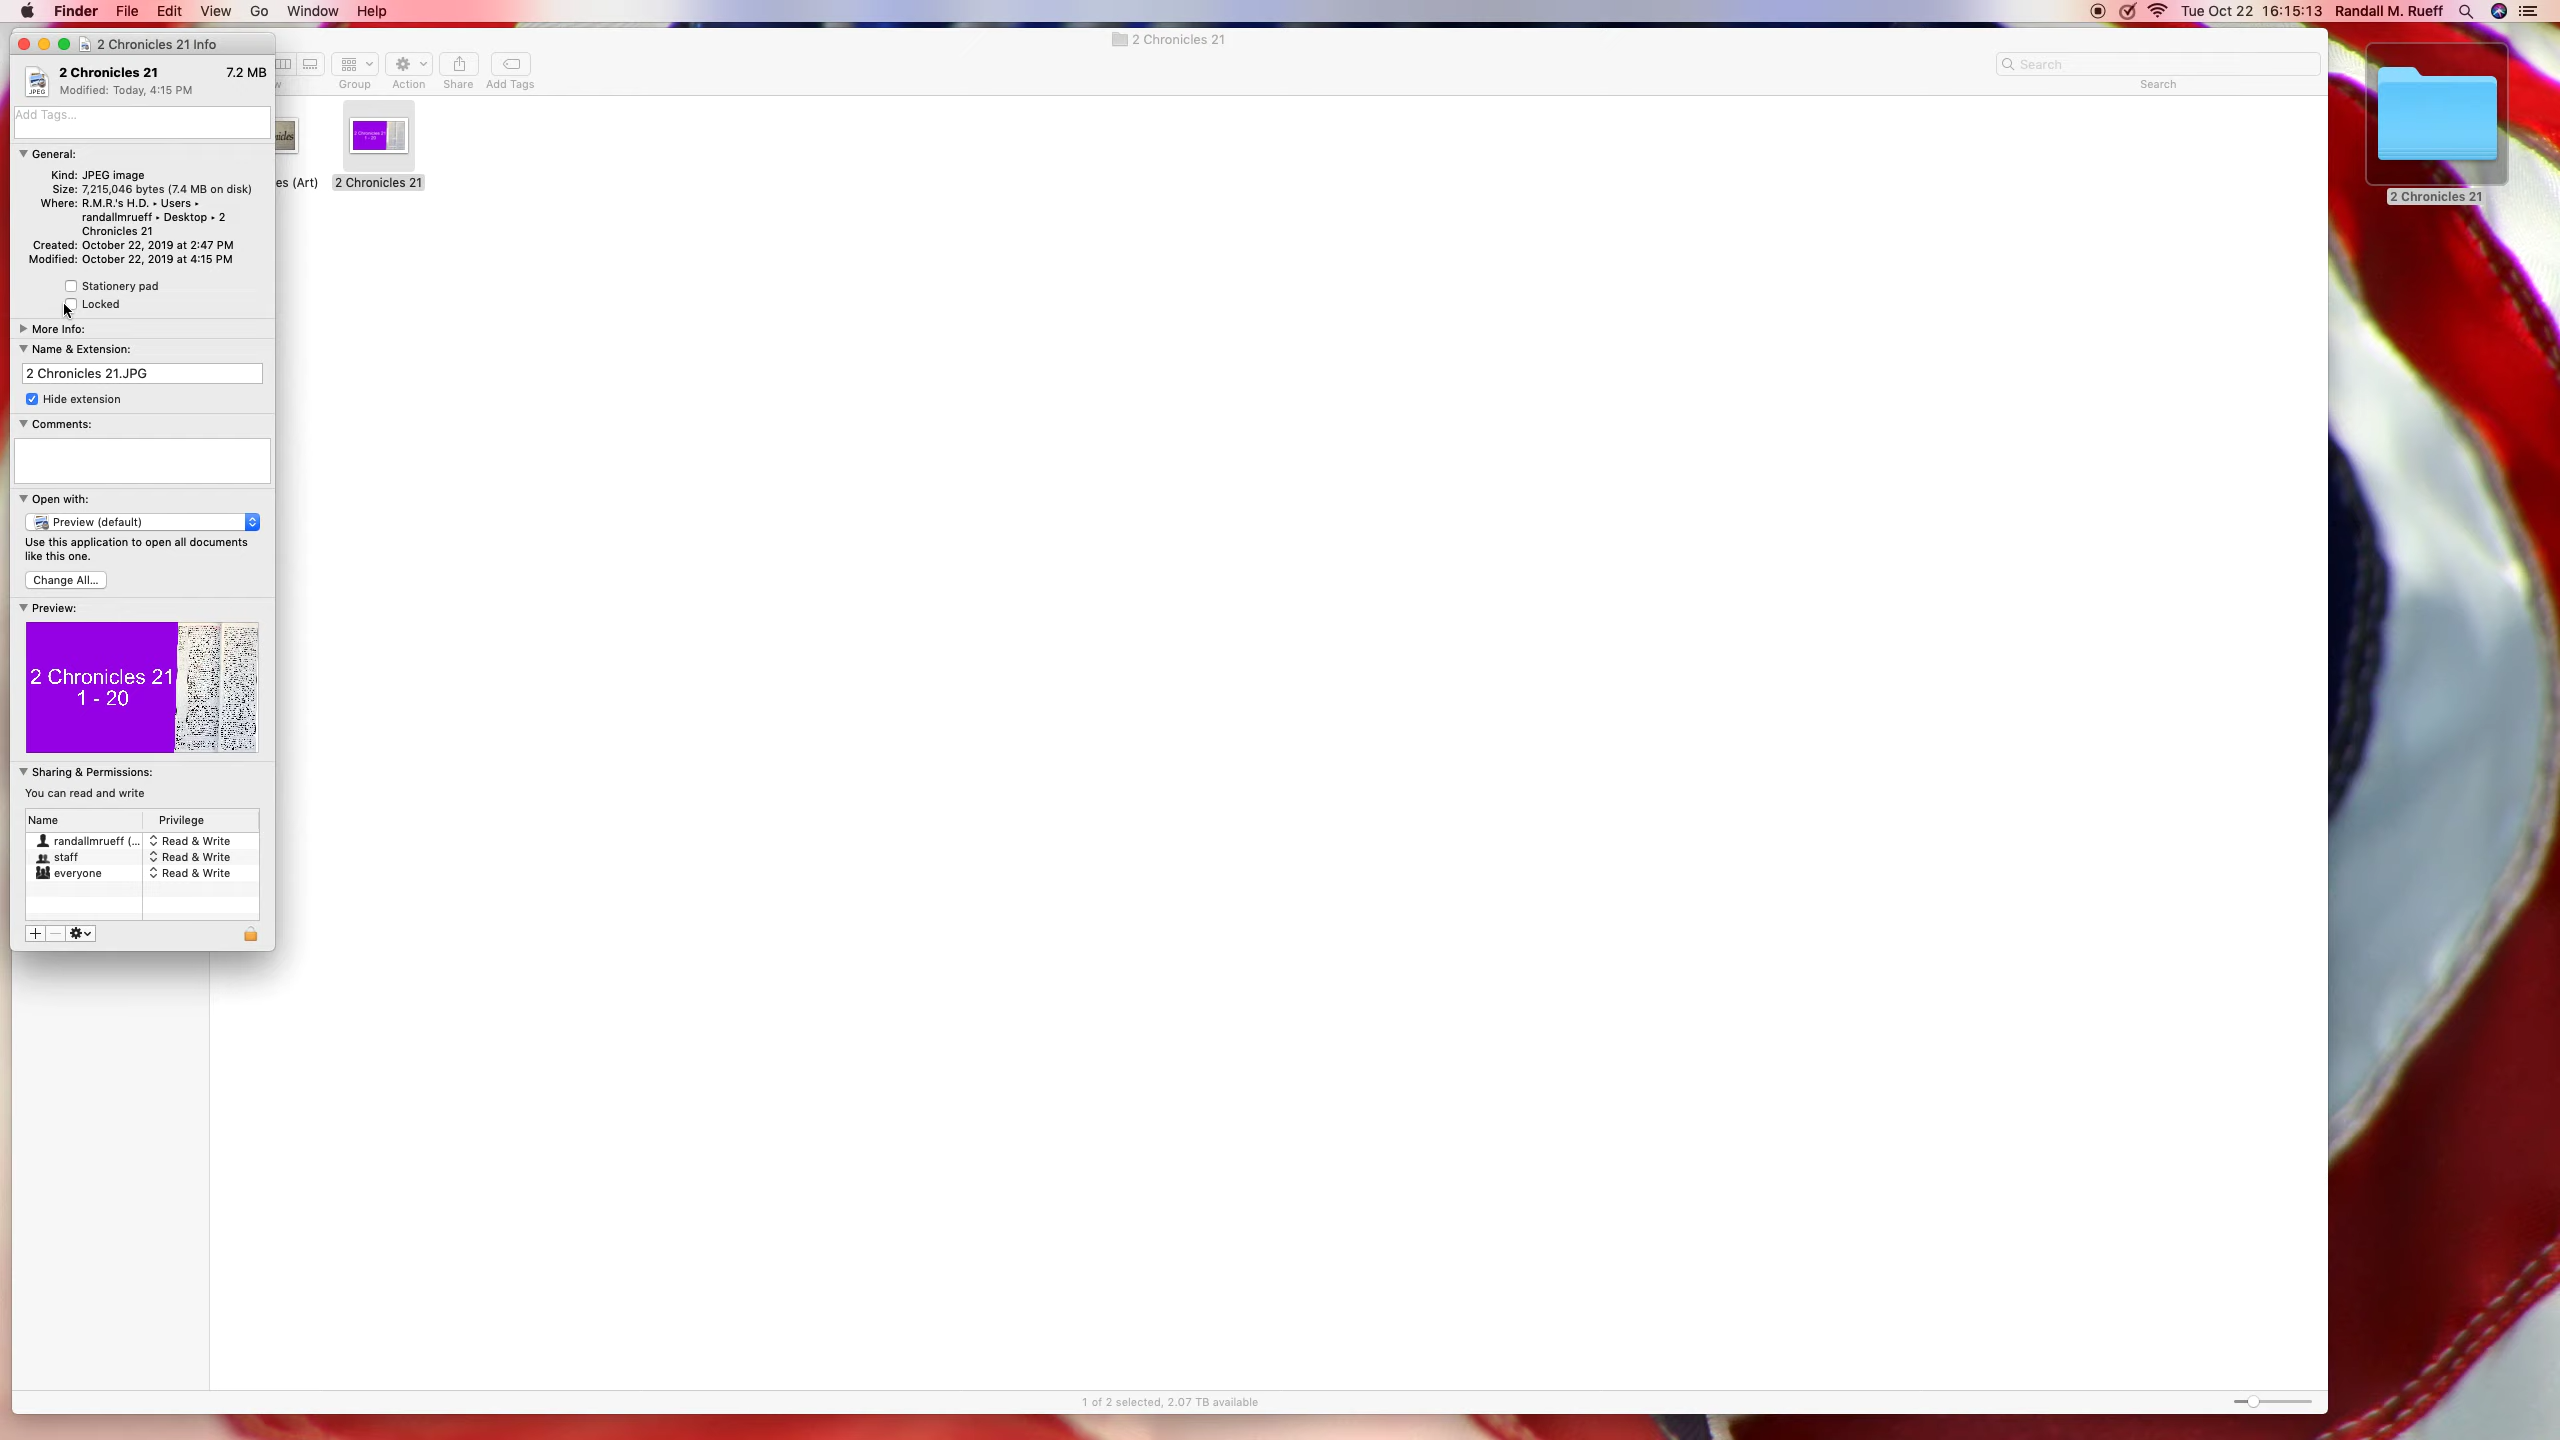 Finder File Edit View Go Window Help
Tue Oct 22 16:15:13 Randall M. Rueff
2 Chronicles 21 Info
2 Chronicles 21 7.2 MB
Modified: Today, 4:15 PM
Add Tags...
General:
Kind: JPEG image
Size: 7,215,046 bytes (7.4 MB on disk)
Where: R.M.R.'s H.D. ▸ Users ▸
randallmrueff ▸ Desktop ▸ 2
Chronicles 21
Created: October 22, 2019 at 2:47 PM
Modified: October 22, 2019 at 4:15 PM
Stationery pad
Locked
More Info:
Name & Extension:
2 Chronicles 21.JPG
Hide extension
Comments:
Open with:
Preview (default)
Use this application to open all documents
like this one.
Change All...
Preview:
2 Chronicles 21
1 - 20
Sharing & Permissions:
You can read and write
Name Privilege
randallmrueff (... Read & Write
staff Read & Write
everyone Read & Write
2 Chronicles 21
Group Action Share Add Tags
Search
Search
es (Art)
2 Chronicles 21
1 - 20
2 Chronicles 21
1 of 2 selected, 2.07 TB available
2 Chronicles 21